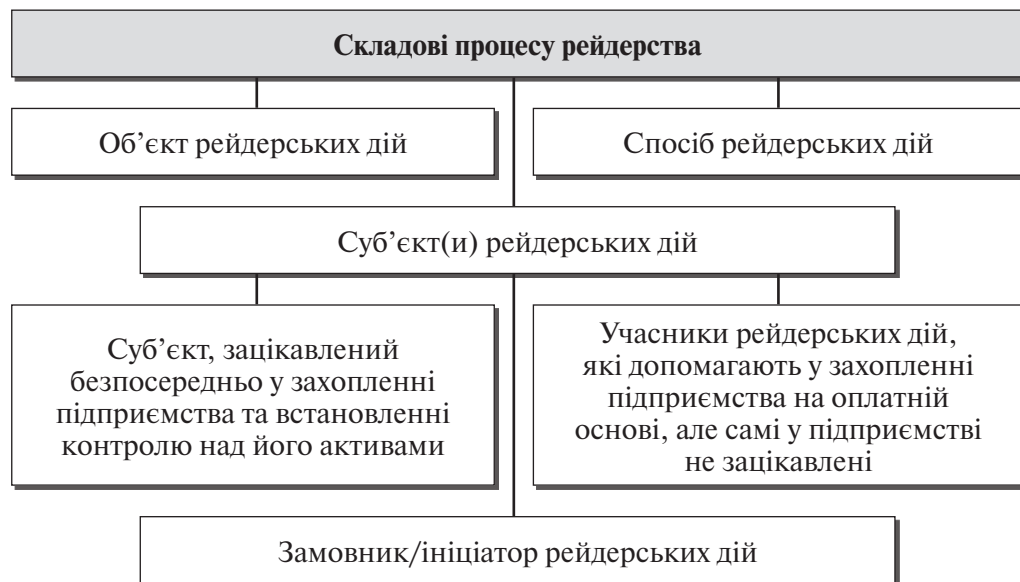 Складові процесу рейдерства
Об’єкт рейдерських дій
Спосіб рейдерських дій
Суб’єкт(и) рейдерських дій
Суб’єкт, зацікавлений
безпосередньо у захопленні
підприємства та встановленні
контролю над його активами
Учасники рейдерських дій,
які допомагають у захопленні
підприємства на оплатній
основі, але самі у підприємстві
не зацікавлені
Замовник/ініціатор рейдерських дій